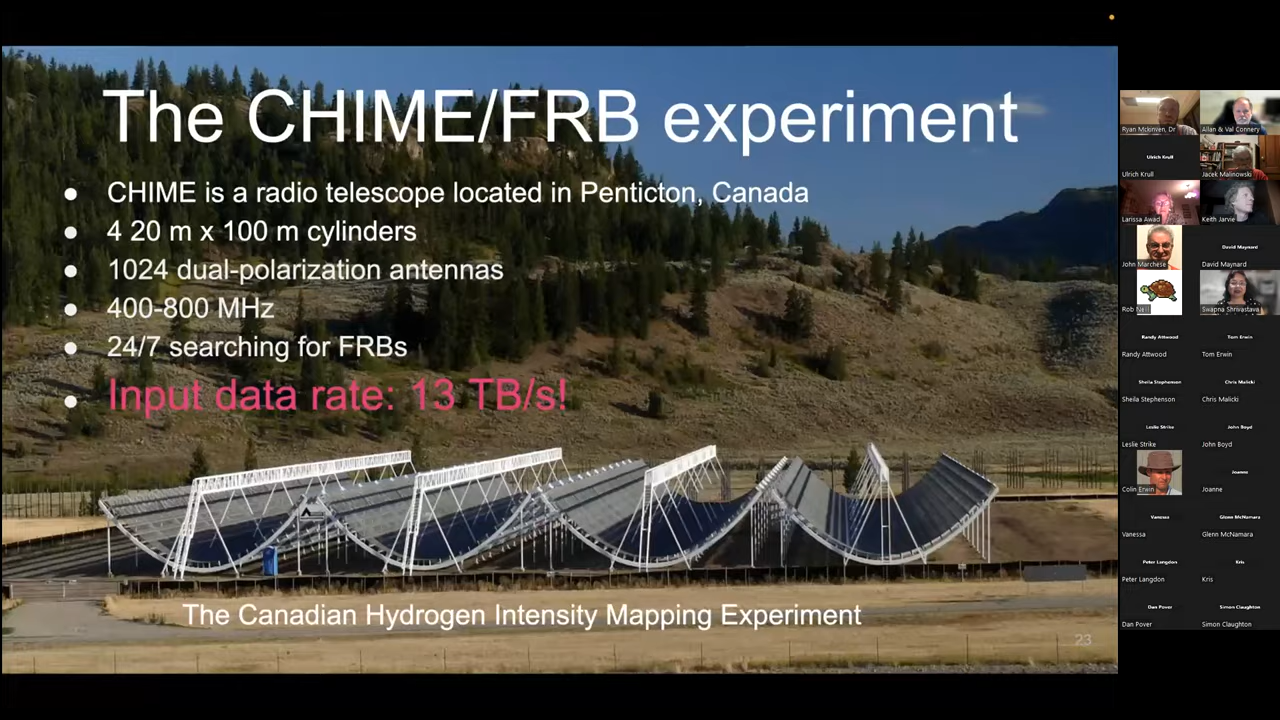 The CHIME/FRB experiment
● CHIME is a radio telescope located in Penticton, Canada
● 4 20 m x 100 m cylinders
● 1024 dual-polarization antennas
● 400-800 MHz
● 24/7 searching for FRBs
● Input data rate: 13 TB/s!
The Canadian Hydrogen Intensity Mapping Experiment
23
Ryan Mckinven, Dr
Allan & Val Connery
Ulrich Krull
Ulrich Krull
Jacek Malinowski
Larissa Awad
Keith Jarvie
John Marchese
David Maynard
David Maynard
Rob
Swapna Shrivastava
Randy Attwood
Tom Erwin
Randy Attwood
Tom Erwin
Sheila Stephenson
Chris Malicki
Sheila Stephenson
Chris Malicki
Leslie Strike
John Boyd
Leslie Strike
John Boyd
Colin Erwin
Joanne
Joanne
Vanessa
Glenn McNamara
Vanessa
Glenn McNamara
Peter Langdon
Kris
Peter Langdon
Kris
Dan Pover
Simon Claughton
Dan Pover
Simon Claughton